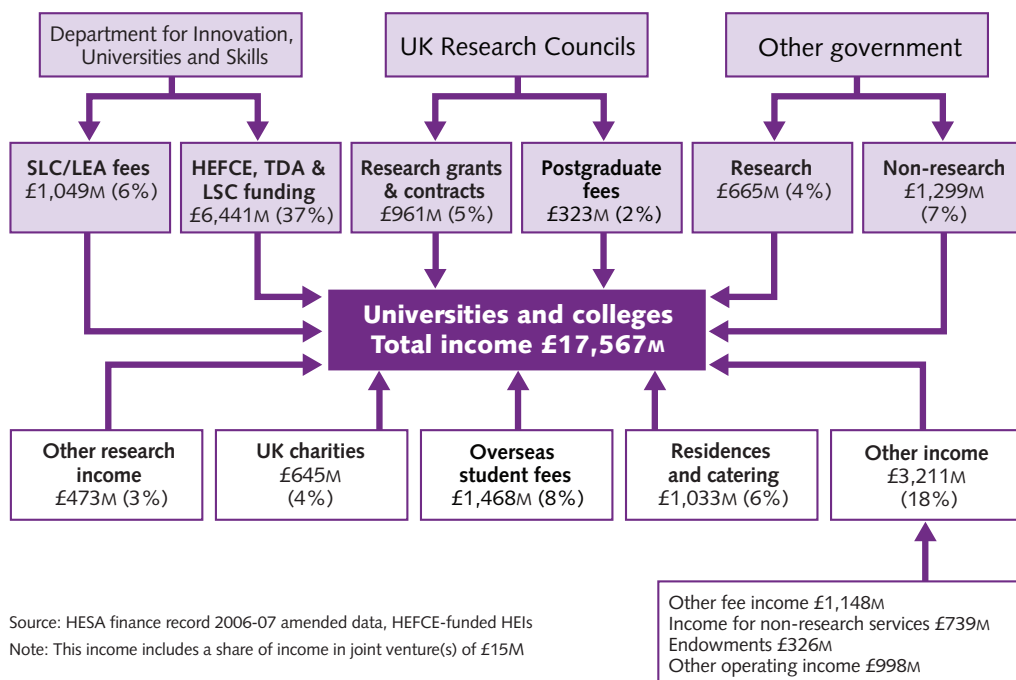 Department for Innovation,
Universities and Skills
UK Research Councils
Other government
SLC/LEA fees
£1,049M (6%)
HEFCE, TDA &
LSC funding
£6,441M (37%)
Research grants
& contracts
£961M (5%)
Postgraduate
fees
£323M (2%)
Research
£665M (4%)
Non-research
£1,299M
(7%)
Universities and colleges
Total income £17,567M
Other research
income
£473M (3%)
UK charities
£645M
(4%)
Overseas
student fees
£1,468M (8%)
Residences
and catering
£1,033M (6%)
Other income
£3,211M
(18%)
Other fee income £1,148M
Income for non-research services £739M
Endowments £326M
Other operating income £998M
Source: HESA finance record 2006-07 amended data, HEFCE-funded HEIs
Note: This income includes a share of income in joint venture(s) of £15M